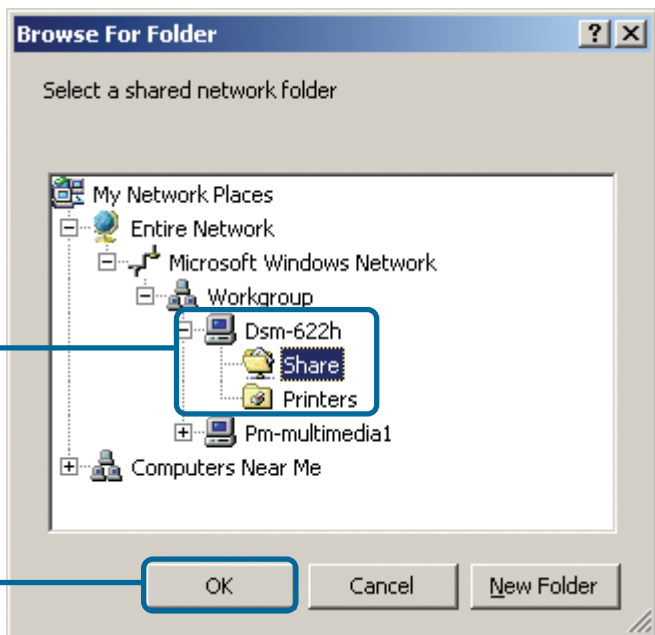 Browse For Folder
Select a shared network folder
My Network Places
Entire Network
Microsoft Windows Network
Workgroup
Dsm-622h
Share
Printers
Pm-multimedia1
Computers Near Me
OK Cancel New Folder